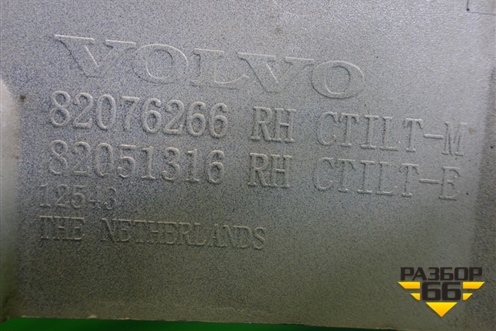 VOLVO
82076266 RH CTILT-M
82051316 RH CTILT-E
12543
THE NETHERLANDS
РАЗБОР
66